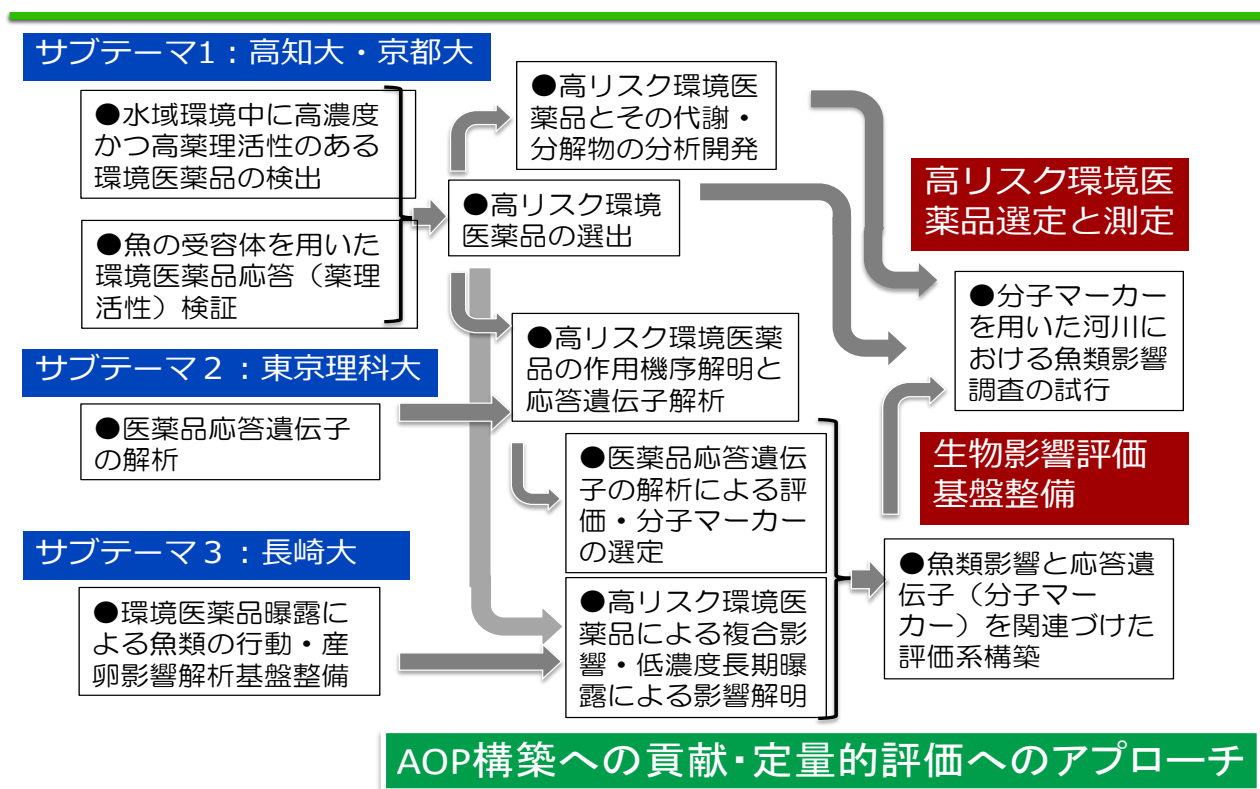 サブテーマ1：高知大・京都大
●水域環境中に高濃度
かつ高薬理活性のある
環境医薬品の検出
●魚の受容体を用いた
環境医薬品応答（薬理
活性）検証
●高リスク環境医
薬品とその代謝・
分解物の分析開発
●高リスク環境
医薬品の選出
高リスク環境医
薬品選定と測定
●分子マーカー
を用いた河川に
おける魚類影響
調査の試行
サブテーマ２：東京理科大
●医薬品応答遺伝子
の解析
●高リスク環境医薬
品の作用機序解明と
応答遺伝子解析
●医薬品応答遺伝
子の解析による評
価・分子マーカー
の選定
生物影響評価
基盤整備
サブテーマ３：長崎大
●環境医薬品曝露に
よる魚類の行動・産
卵影響解析基盤整備
●高リスク環境医
薬品による複合影
響・低濃度長期曝
露による影響解明
●魚類影響と応答遺
伝子（分子マー
カー）を関連づけた
評価系構築
AOP構築への貢献・定量的評価へのアプローチ